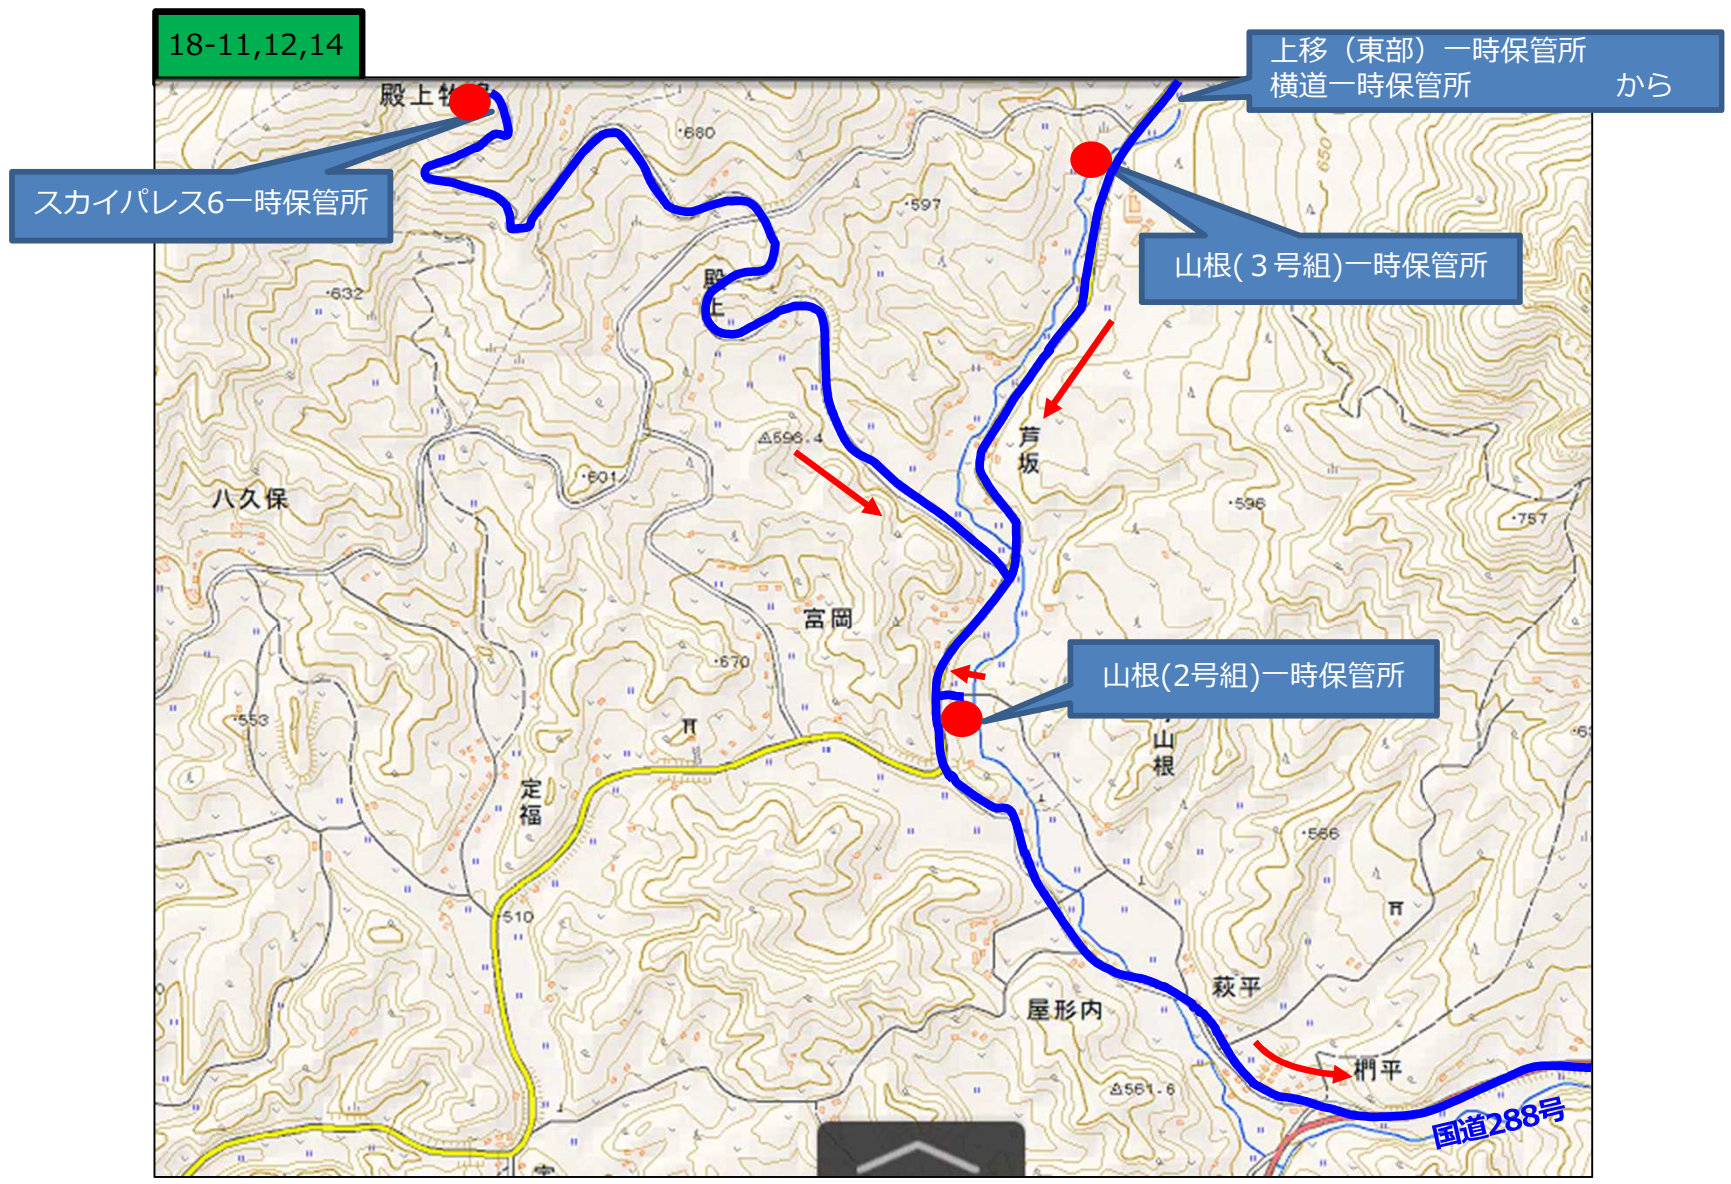 18-11,12,14
上移（東部）一時保管所
横道一時保管所 から
殿上
・680
スカイパレス6一時保管所
650
・597
山根(３号組)一時保管所
・632
殿上
芦坂
△596.4
・601
八久保
・596
・757
富岡
・670
山根(2号組)一時保管所
・553
山根
定福
・566
・510
萩平
屋形内
椚平
△561.6
国道288号